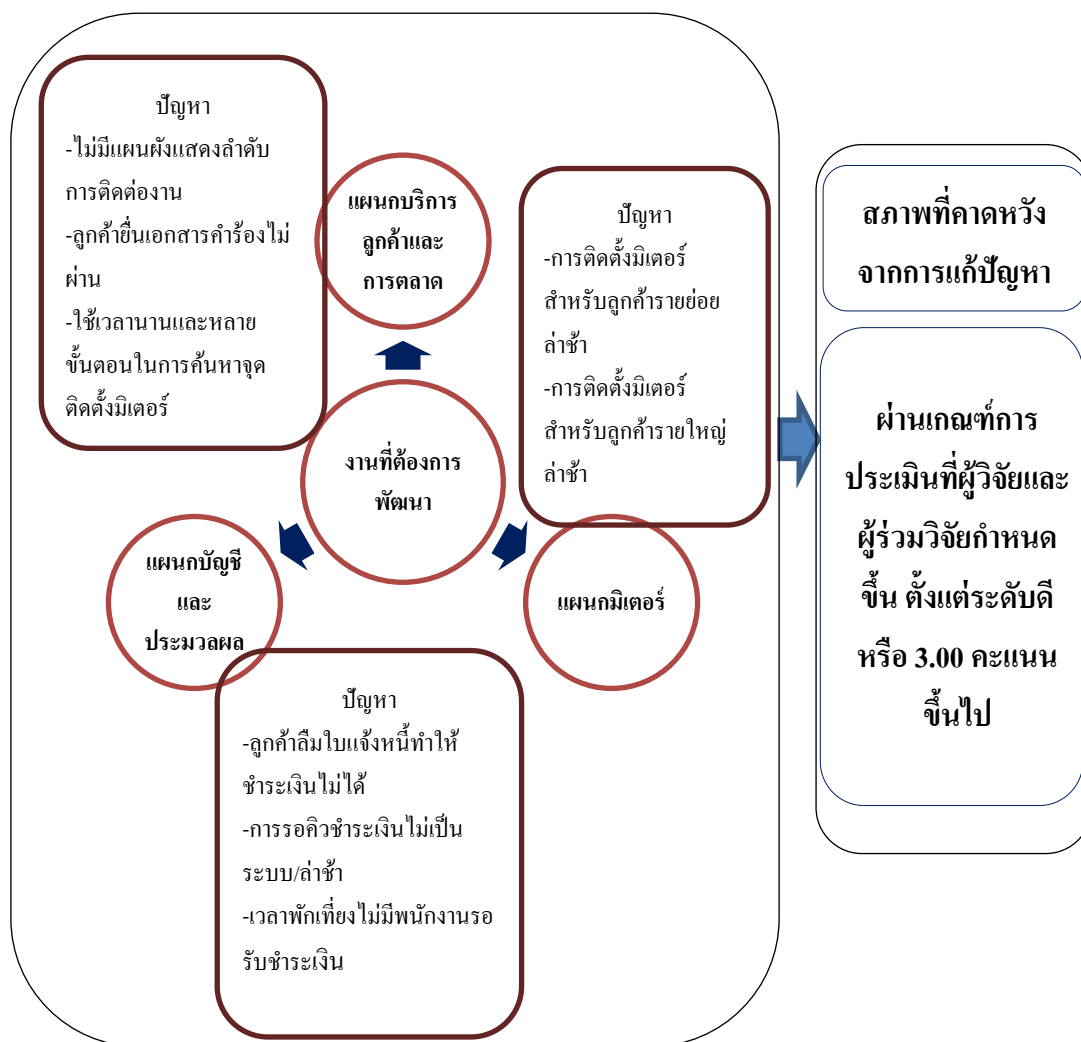 ปัญหา
-ไม่มีแผนผังแสดงลำดับ
การติดต่องาน
-ลูกค้ายื่นเอกสารคำร้องไม่
ผ่าน
-ใช้เวลานานและหลาย
ขั้นตอนในการค้นหาจุด
ติดตั้งมิเตอร์
แผนกบริการ
ลูกค้าและ
การตลาด
ปัญหา
-การติดตั้งมิเตอร์
สำหรับลูกค้ารายย่อย
ล่าช้า
-การติดตั้งมิเตอร์
สำหรับลูกค้ารายใหญ่
ล่าช้า
งานที่ต้องการ
พัฒนา
แผนกบัญชี
และ
ประมวลผล
แผนกมิเตอร์
ปัญหา
-ลูกค้าลืมใบแจ้งหนี้ทำให้
ชำระเงินไม่ได้
-การรอคิวชำระเงินไม่เป็น
ระบบ/ล่าช้า
-เวลาพักเที่ยงไม่มีพนักงานรอ
รับชำระเงิน
สภาพที่คาดหวัง
จากการแก้ปัญหา
ผ่านเกณฑ์การ
ประเมินที่ผู้วิจัยและ
ผู้ร่วมวิจัยกำหนด
ขึ้น ตั้งแต่ระดับดี
หรือ 3.00 คะแนน
ขึ้นไป